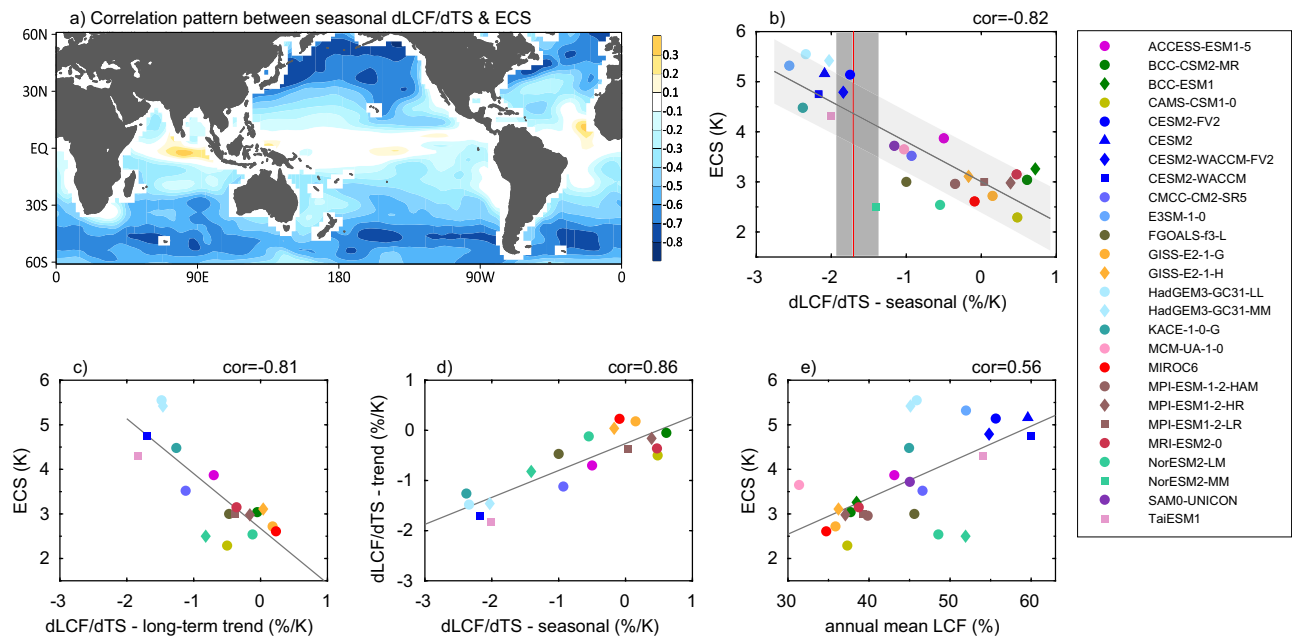 a) Correlation pattern between seasonal dLCF/dTS & ECS
60N
30N
EQ
30S
60S
0
90E
180
90W
0
0.3
0.2
0.1
-0.1
-0.2
-0.3
-0.4
-0.5
-0.6
-0.7
-0.8
b)
cor=-0.82
6
5
4
3
2
ECS (K)
-3
-2
-1
0
1
dLCF/dTS - seasonal (%/K)
ACCESS-ESM1-5
BCC-CSM2-MR
BCC-ESM1
CAMS-CSM1-0
CESM2-FV2
CESM2
CESM2-WACCM-FV2
CESM2-WACCM
CMCC-CM2-SR5
E3SM-1-0
FGOALS-f3-L
GISS-E2-1-G
GISS-E2-1-H
HadGEM3-GC31-LL
HadGEM3-GC31-MM
KACE-1-0-G
MCM-UA-1-0
MIROC6
MPI-ESM-1-2-HAM
MPI-ESM1-2-HR
MPI-ESM1-2-LR
MRI-ESM2-0
NorESM2-LM
NorESM2-MM
SAM0-UNICON
TaiESM1
c)
cor=-0.81
6
5
4
3
2
ECS (K)
-3
-2
-1
0
1
dLCF/dTS - long-term trend (%/K)
d)
cor=0.86
1
0
-1
-2
-3
dLCF/dTS - trend (%/K)
-3
-2
-1
0
1
dLCF/dTS - seasonal (%/K)
e)
cor=0.56
6
5
4
3
2
ECS (K)
30
40
50
60
annual mean LCF (%)